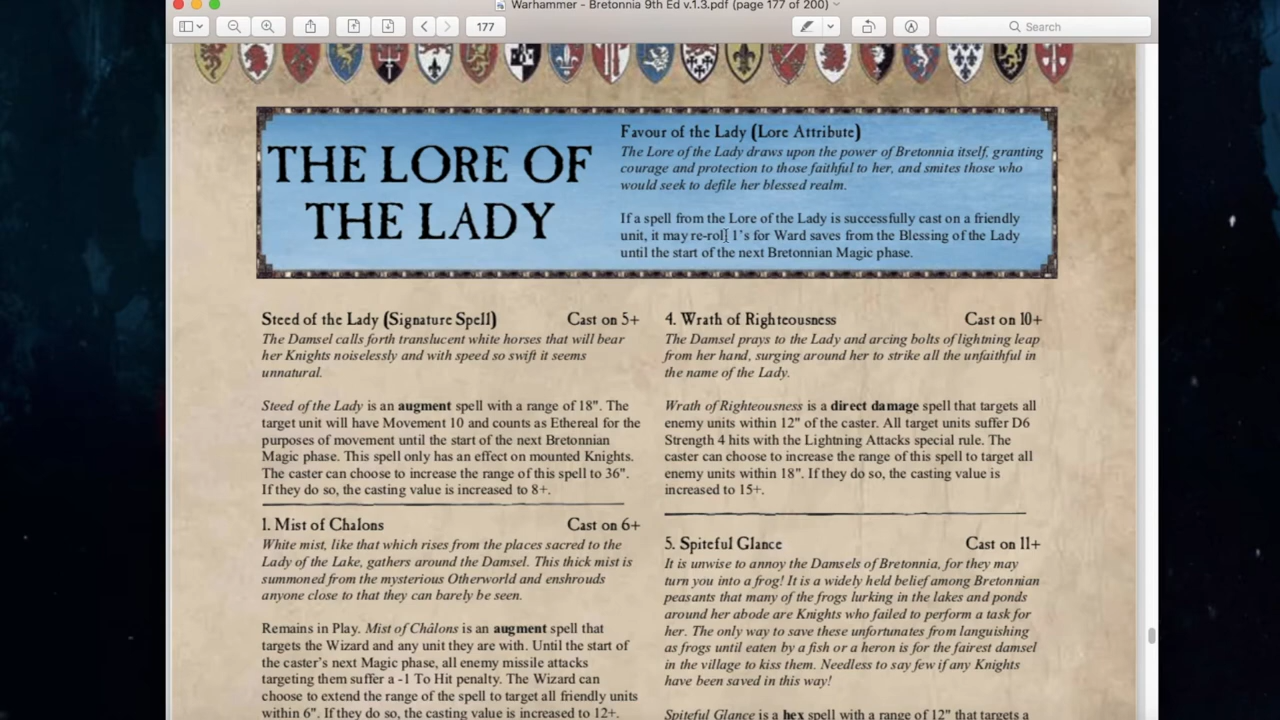 Warhammer - Bretonnia 9th Ed v.1.3.pdf (page 177 of 200)
177
Search
THE LORE OF
THE LADY
Favour of the Lady (Lore Attribute)
The Lore of the Lady draws upon the power of Bretonnia itself, granting
courage and protection to those faithful to her, and smites those who
would seek to defile her blessed realm.
If a spell from the Lore of the Lady is successfully cast on a friendly
unit, it may re-roll 1's for Ward saves from the Blessing of the Lady
until the start of the next Bretonnian Magic phase.
Steed of the Lady (Signature Spell) Cast on 5+
The Damsel calls forth translucent white horses that will bear
her Knights noiselessly and with speed so swift it seems
unnatural.
Steed of the Lady is an augment spell with a range of 18". The
target unit will have Movement 10 and counts as Ethereal for the
purposes of movement until the start of the next Bretonnian
Magic phase. This spell only has an effect on mounted Knights.
The caster can choose to increase the range of this spell to 36".
If they do so, the casting value is increased to 8+.
1. Mist of Chalons Cast on 6+
White mist, like that which rises from the places sacred to the
Lady of the Lake, gathers around the Damsel. This thick mist is
summoned from the mysterious Otherworld and enshrouds
anyone close to that they can barely be seen.
Remains in Play. Mist of Châlons is an augment spell that
targets the Wizard and any unit they are with. Until the start of
the caster's next Magic phase, all enemy missile attacks
targeting them suffer a -1 To Hit penalty. The Wizard can
choose to extend the range of the spell to target all friendly units
within 6". If they do so, the casting value is increased to 12+.
4. Wrath of Righteousness Cast on 10+
The Damsel prays to the Lady and arcing bolts of lightning leap
from her hand, surging around her to strike all the unfaithful in
the name of the Lady.
Wrath of Righteousness is a direct damage spell that targets all
enemy units within 12" of the caster. All target units suffer D6
Strength 4 hits with the Lightning Attacks special rule. The
caster can choose to increase the range of this spell to target all
enemy units within 18". If they do so, the casting value is
increased to 15+.
5. Spiteful Glance Cast on 11+
It is unwise to annoy the Damsels of Bretonnia, for they may
turn you into a frog! It is a widely held belief among Bretonnian
peasants that many of the frogs lurking in the lakes and ponds
around her abode are Knights who failed to perform a task for
her. The only way to save these unfortunates from languishing
as frogs until eaten by a fish or a heron is for the fairest damsel
in the village to kiss them. Needless to say few if any Knights
have been saved in this way!
Spiteful Glance is a hex spell with a range of 12" that targets a